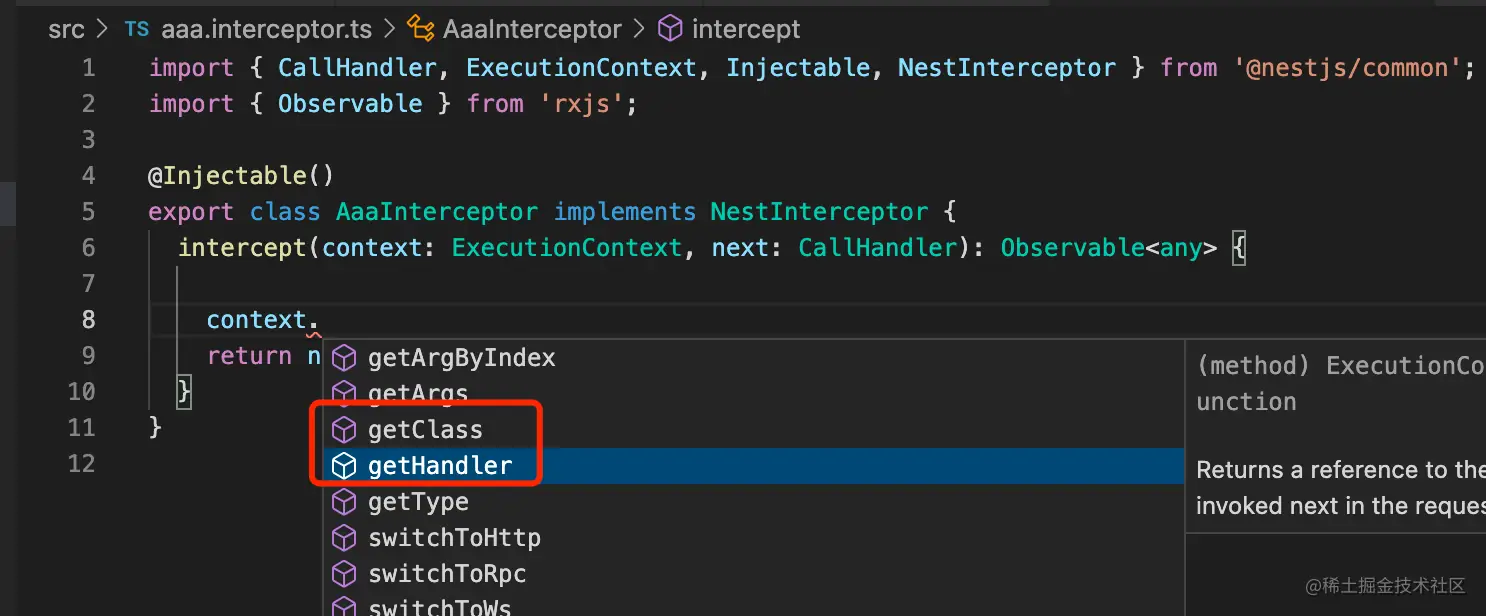 src > TS aaa.interceptor.ts > AaaInterceptor > intercept
1 import { CallHandler, ExecutionContext, Injectable, NestInterceptor } from '@nestjs/common';
2 import { Observable } from 'rxjs';
3
4 @Injectable()
5 export class AaaInterceptor implements NestInterceptor {
6 intercept(context: ExecutionContext, next: CallHandler): Observable<any> {
7
8 context.
9 return n
10 }
11 }
12
getArgByIndex
getArgs
getClass
getHandler
getType
switchToHttp
switchToRpc
switchToWs
(method) ExecutionCo
unction
Returns a reference to the
invoked next in the reques
@稀土掘金技术社区